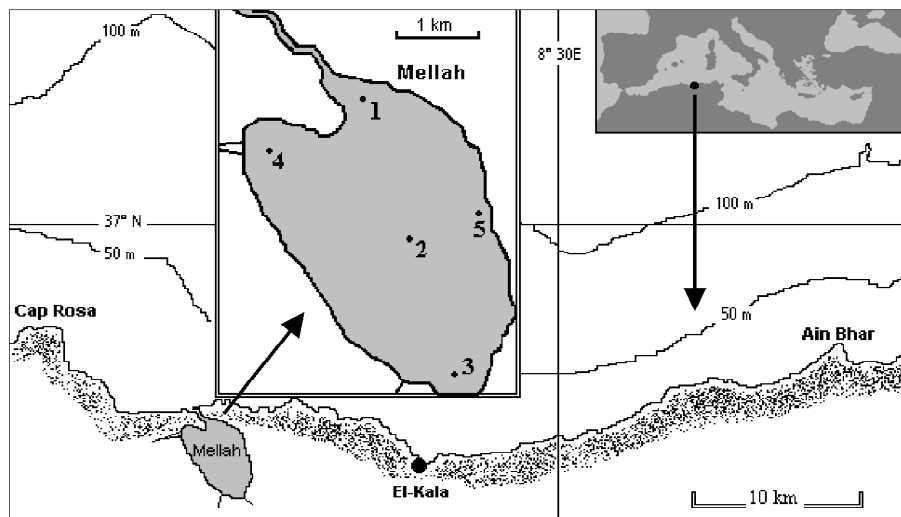 100 m
1 km
Mellah
8° 30E
1
4
37° N
50 m
2
5
3
100 m
50 m
Cap Rosa
Ain Bhar
Mellah
El-Kala
10 km